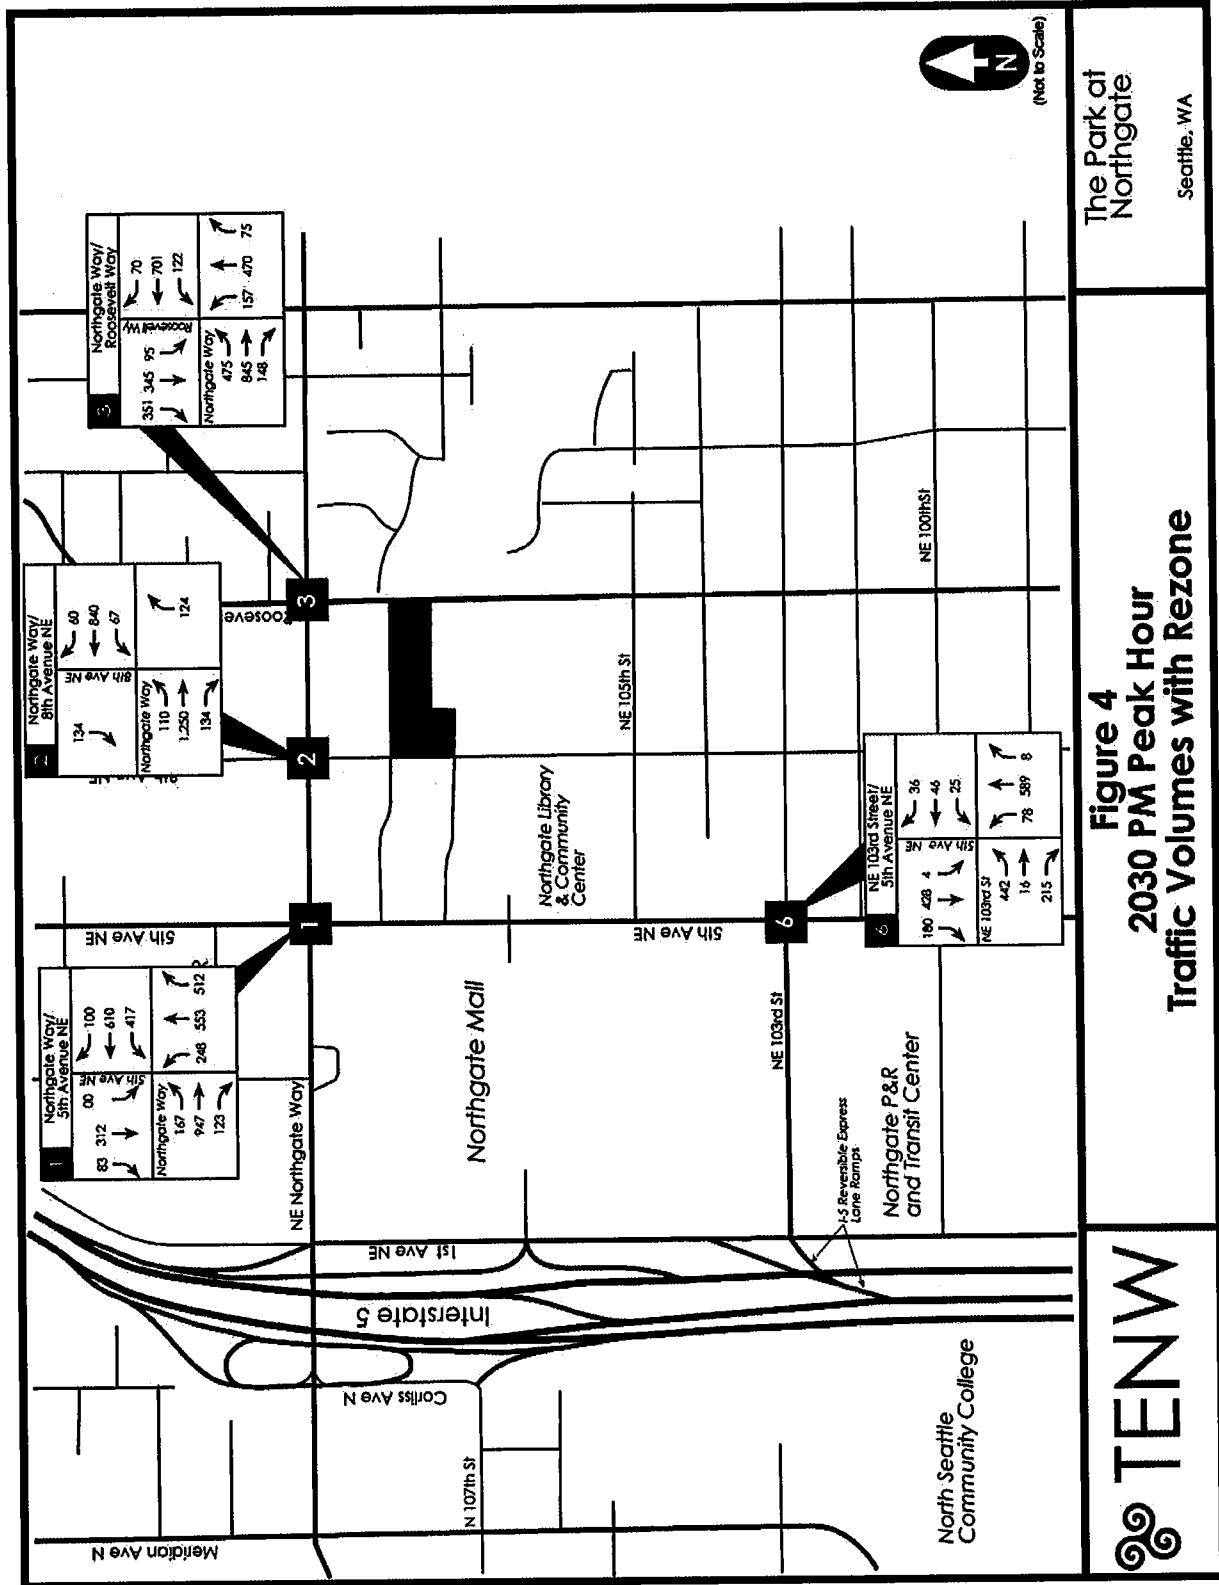 Northgate Way/
5th Avenue NE
1
83 312 00
5th Ave NE
100
610
417
Northgate Way
167
947
123
248 553 512
Northgate Way/
8th Avenue NE
2
134
8th Ave NE
60
840
67
Northgate Way
110
1,250
134
124
Northgate Way/
Roosevelt Way
3
351 345 95
Roosevelt Wy
70
701
122
Northgate Way
475
845
148
157 470 75
NE 103rd Street/
5th Avenue NE
6
180 428 4
5th Ave NE
36
46
25
NE 103rd St
442
16
215
78 589 8
N
(Not to Scale)
Meridian Ave N
N 107th St
Corliss Ave N
Interstate 5
1st Ave NE
NE Northgate Way
5th Ave NE
1
2
3
6
Northgate Mall
Northgate Library
& Community
Center
5th Ave NE
NE 105th St
NE 103rd St
NE 100th St
I-5 Reversible Express
Lane Ramps
Northgate P&R
and Transit Center
North Seattle
Community College
TENW
Figure 4
2030 PM Peak Hour
Traffic Volumes with Rezone
The Park at
Northgate
Seattle, WA